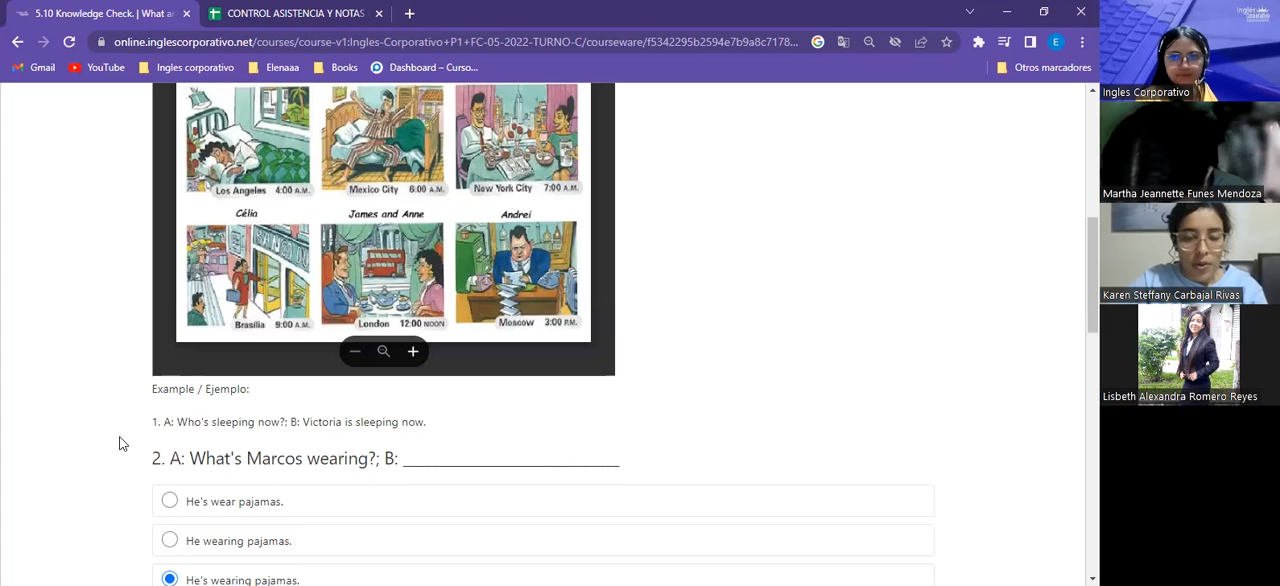 5.10 Knowledge Check. | What ar
CONTROL ASISTENCIA Y NOTAS
online.inglescorporativo.net/courses/course-v1:Ingles-Corporativo+P1+FC-05-2022-TURNO-C/courseware/f5342295b2594e7b9a8c7178...
Gmail
YouTube
Ingles corporativo
Elenaaa
Books
Dashboard – Curso...
Otros marcadores
E
Los Angeles 4:00 A.M.
Mexico City 6:00 A.M.
New York City 7:00 A.M.
Célia
James and Anne
Andrei
Brasília 9:00 A.M.
London 12:00 NOON
Moscow 3:00 P.M.
Example / Ejemplo:
1. A: Who's sleeping now?; B: Victoria is sleeping now.
2. A: What's Marcos wearing?; B: ____________________________
He's wear pajamas.
He wearing pajamas.
He's wearing pajamas.
Ingles Corporativo
Martha Jeannette Funes Mendoza
Karen Steffany Carbajal Rivas
Lisbeth Alexandra Romero Reyes